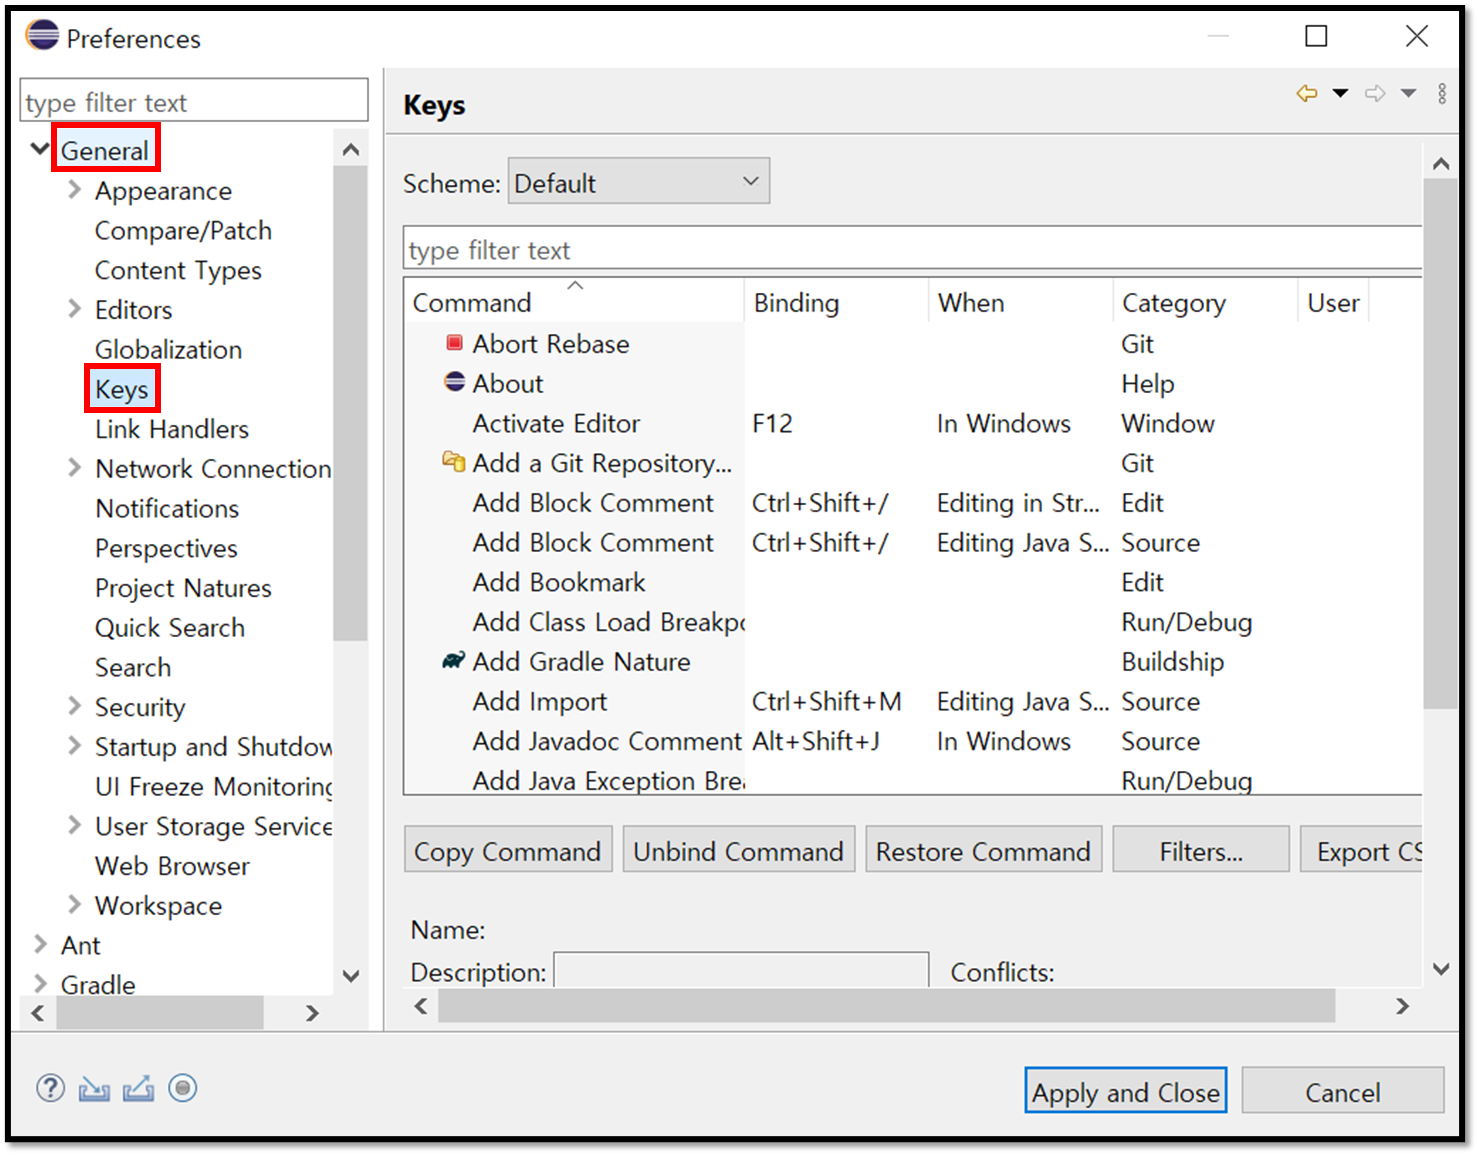 Preferences
type filter text
General
Appearance
Compare/Patch
Content Types
Editors
Globalization
Keys
Link Handlers
Network Connection
Notifications
Perspectives
Project Natures
Quick Search
Search
Security
Startup and Shutdow
UI Freeze Monitoring
User Storage Service
Web Browser
Workspace
Ant
Gradle
Keys
Scheme: Default
type filter text
Command Binding When Category User
Abort Rebase Git
About Help
Activate Editor F12 In Windows Window
Add a Git Repository... Git
Add Block Comment Ctrl+Shift+/ Editing in Str... Edit
Add Block Comment Ctrl+Shift+/ Editing Java S... Source
Add Bookmark Edit
Add Class Load Breakpo Run/Debug
Add Gradle Nature Buildship
Add Import Ctrl+Shift+M Editing Java S... Source
Add Javadoc Comment Alt+Shift+J In Windows Source
Add Java Exception Brea Run/Debug
Copy Command Unbind Command Restore Command Filters... Export CS
Name:
Description: Conflicts:
Apply and Close Cancel